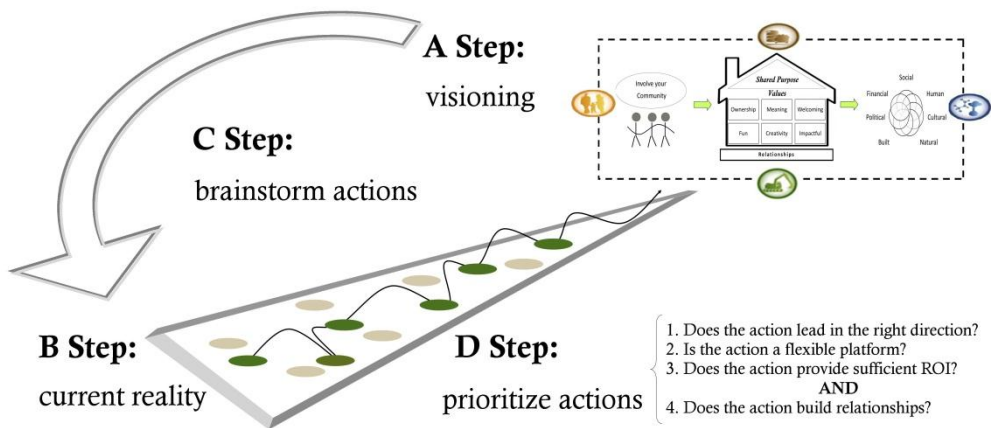 A Step:
visioning
Involve your
Community
Shared Purpose
Values
Ownership
Meaning
Welcoming
Fun
Creativity
Impactful
Relationships
Social
Financial
Human
Political
Cultural
Built
Natural
C Step:
brainstorm actions
B Step:
current reality
D Step:
prioritize actions
1. Does the action lead in the right direction?
2. Is the action a flexible platform?
3. Does the action provide sufficient ROI?
AND
4. Does the action build relationships?